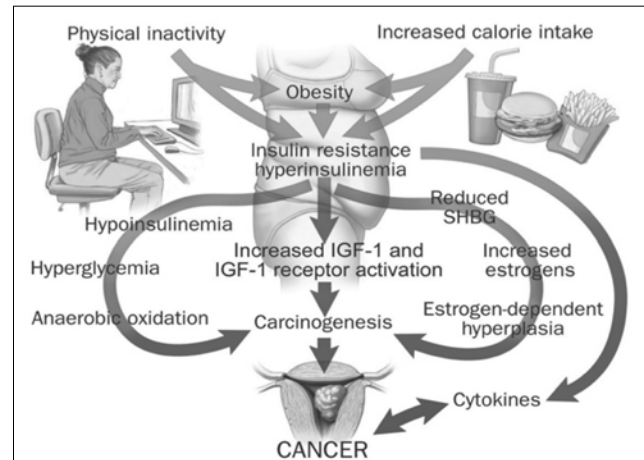 Physical inactivity
Increased calorie intake
Obesity
Insulin resistance
hyperinsulinemia
Hypoinsulinemia
Reduced
SHBG
Hyperglycemia
Increased IGF-1 and
IGF-1 receptor activation
Increased
estrogens
Anaerobic oxidation
Carcinogenesis
Estrogen-dependent
hyperplasia
Cytokines
CANCER